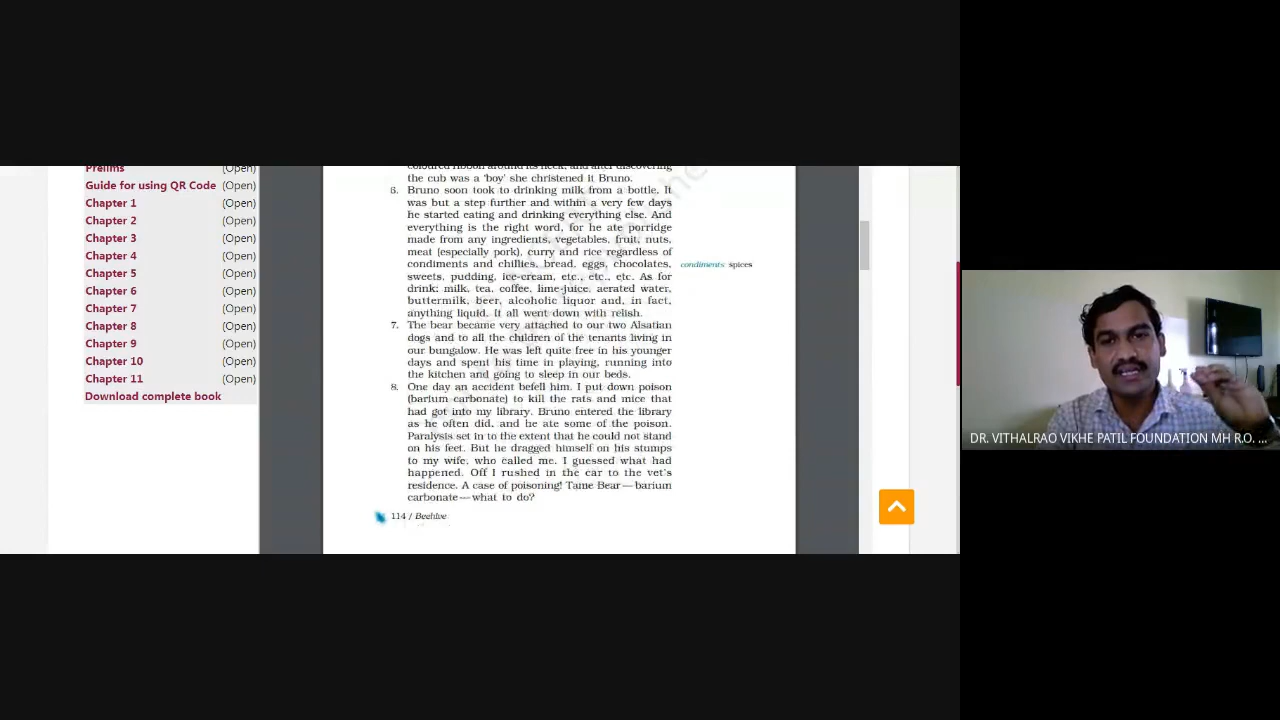 Prelims (Open)
Guide for using QR Code (Open)
Chapter 1 (Open)
Chapter 2 (Open)
Chapter 3 (Open)
Chapter 4 (Open)
Chapter 5 (Open)
Chapter 6 (Open)
Chapter 7 (Open)
Chapter 8 (Open)
Chapter 9 (Open)
Chapter 10 (Open)
Chapter 11 (Open)
Download complete book
coloured ribbon around its neck, and after discovering
the cub was a ‘boy’ she christened it Bruno.
6. Bruno soon took to drinking milk from a bottle. It
was but a step further and within a very few days
he started eating and drinking everything else. And
everything is the right word, for he ate porridge
made from any ingredients, vegetables, fruit, nuts,
meat (especially pork), curry and rice regardless of
condiments and chillies, bread, eggs, chocolates,
sweets, pudding, ice-cream, etc., etc., etc. As for
drink: milk, tea, coffee, lime-juice, aerated water,
buttermilk, beer, alcoholic liquor and, in fact,
anything liquid. It all went down with relish.
condiments: spices
7. The bear became very attached to our two Alsatian
dogs and to all the children of the tenants living in
our bungalow. He was left quite free in his younger
days and spent his time in playing, running into
the kitchen and going to sleep in our beds.
8. One day an accident befell him. I put down poison
(barium carbonate) to kill the rats and mice that
had got into my library. Bruno entered the library
as he often did, and he ate some of the poison.
Paralysis set in to the extent that he could not stand
on his feet. But he dragged himself on his stumps
to my wife, who called me. I guessed what had
happened. Off I rushed in the car to the vet's
residence. A case of poisoning! Tame Bear—barium
carbonate—what to do?
114 / Beehive
DR. VITHALRAO VIKHE PATIL FOUNDATION MH R.O. ...